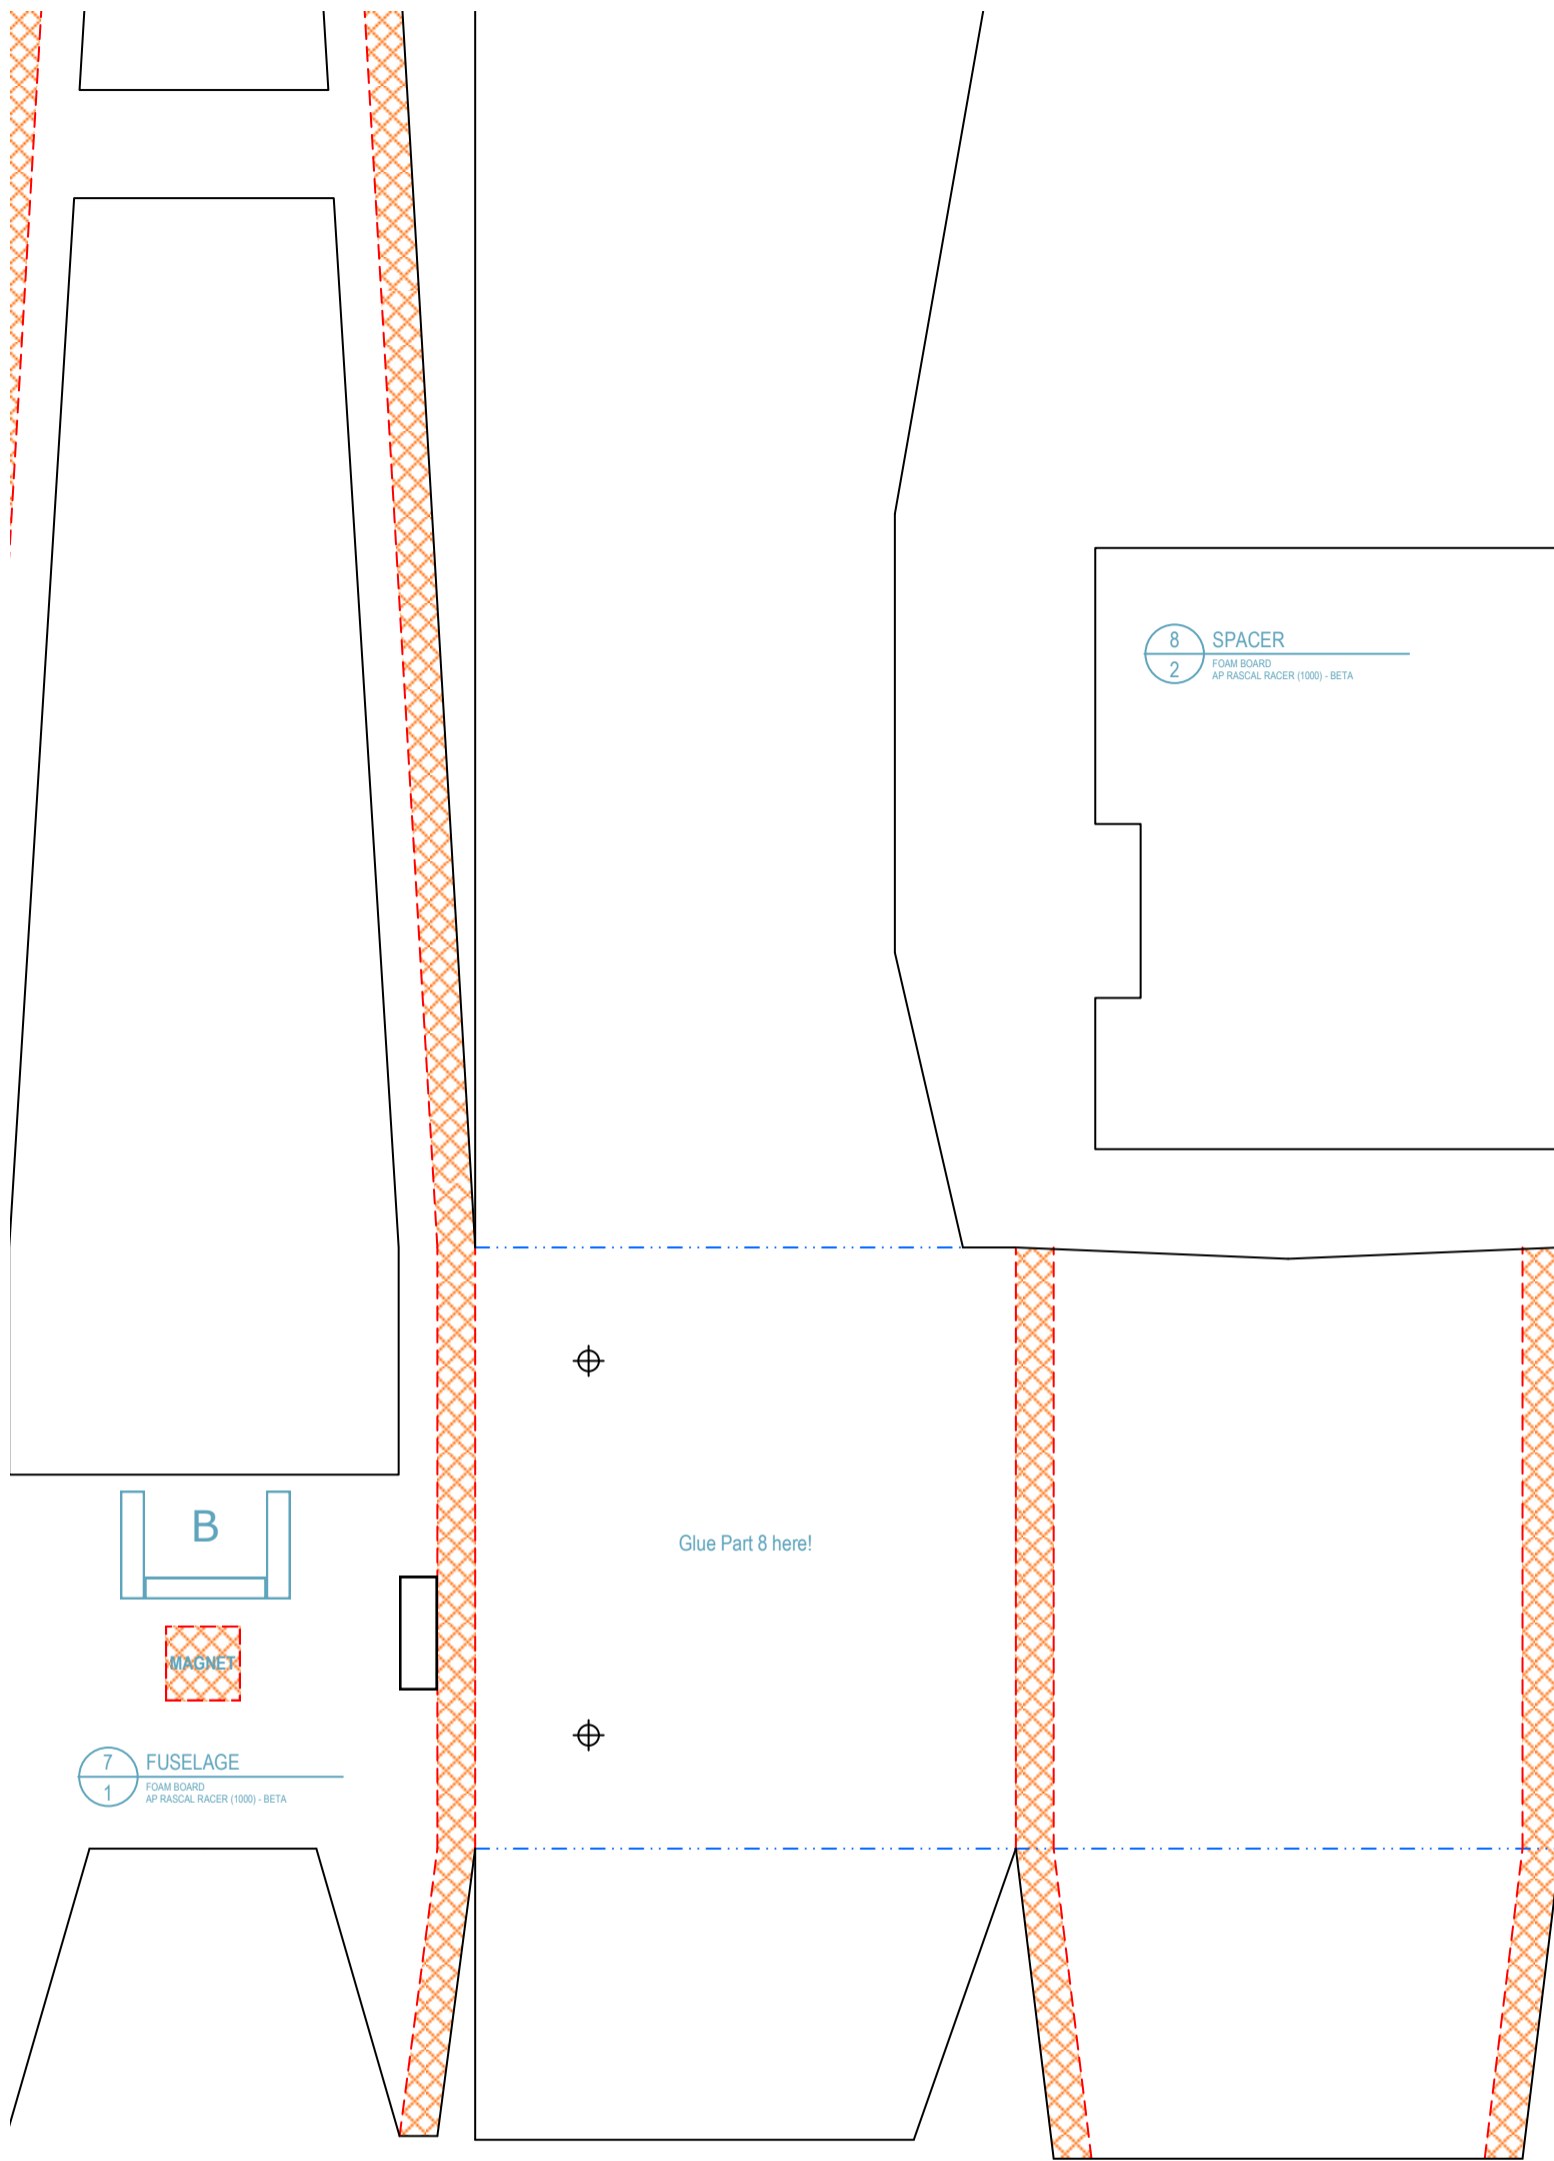 8
2
SPACER
FOAM BOARD
AP RASCAL RACER (1000) - BETA
B
Glue Part 8 here!
MAGNET
7
1
FUSELAGE
FOAM BOARD
AP RASCAL RACER (1000) - BETA